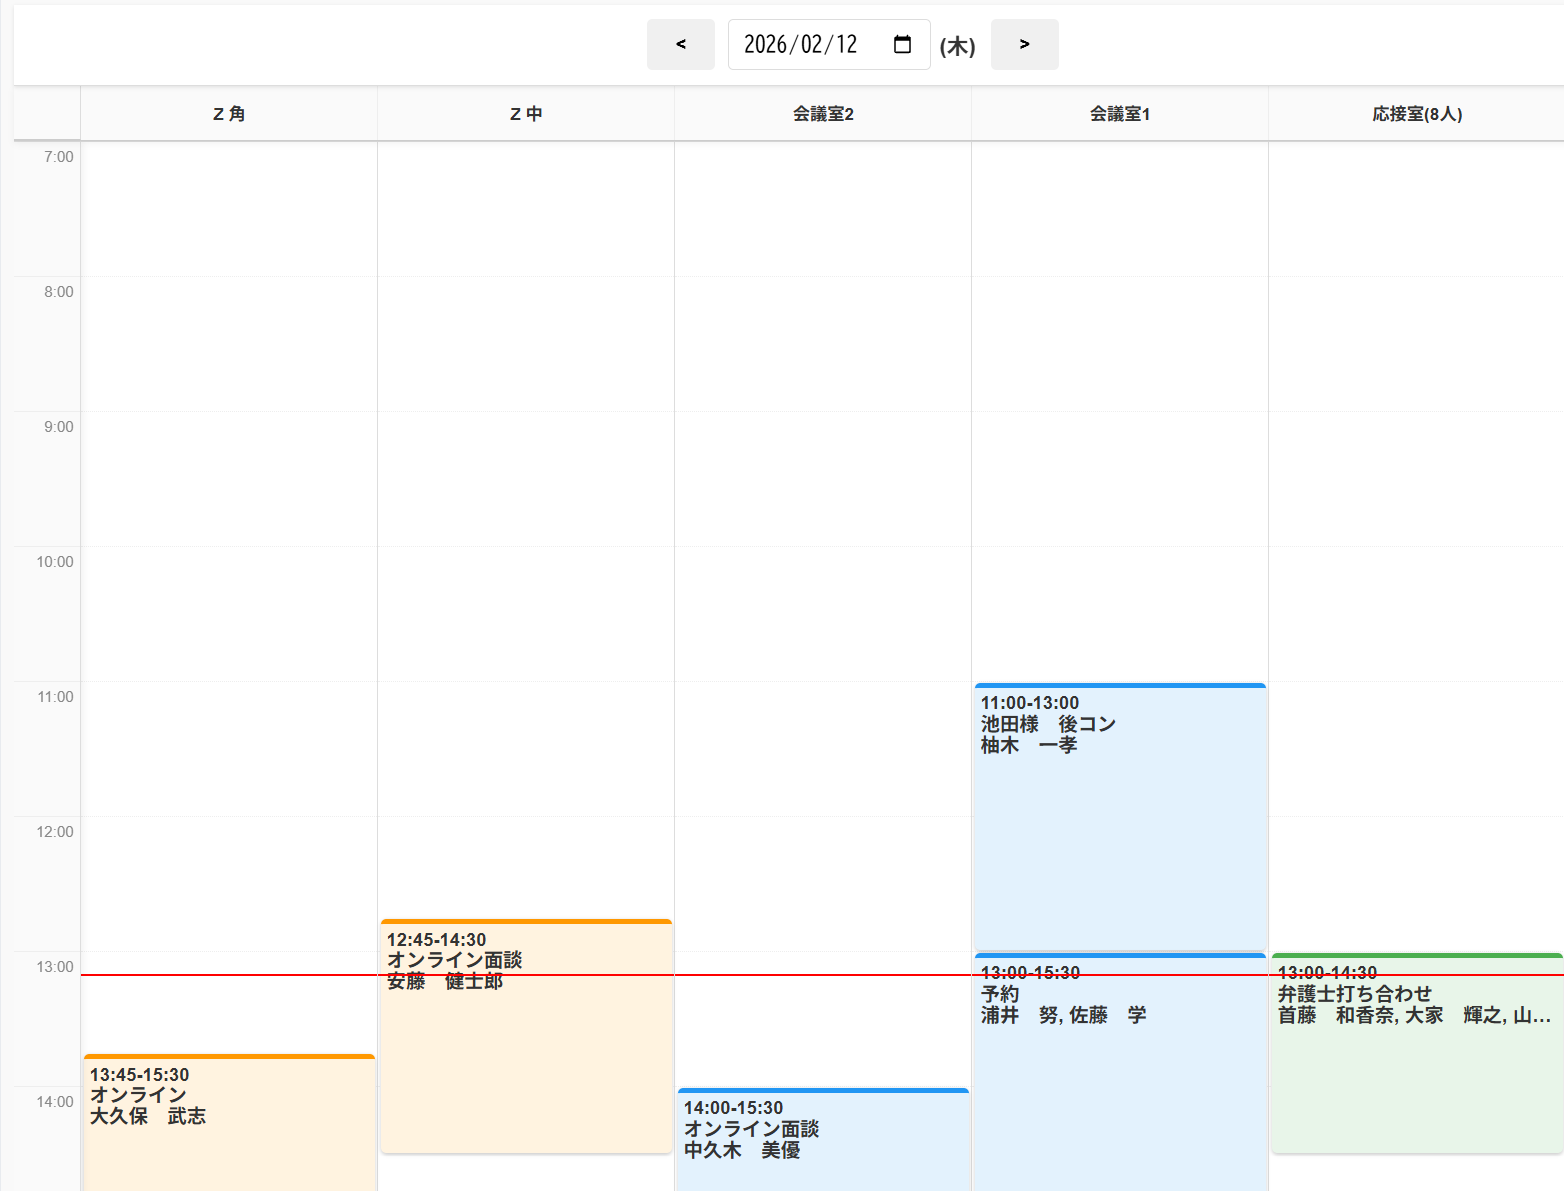 <
2026/02/12
(木)
>
Z 角
Z 中
会議室2
会議室1
応接室(8人)
7:00
8:00
9:00
10:00
11:00
12:00
13:00
14:00
13:45-15:30
オンライン
大久保　武志
12:45-14:30
オンライン面談
安藤　健士郎
14:00-15:30
オンライン面談
中久木　美優
11:00-13:00
池田様　後コン
柚木　一孝
13:00-15:30
予約
浦井　努, 佐藤　学
13:00-14:30
弁護士打ち合わせ
首藤　和香奈, 大家　輝之, 山...